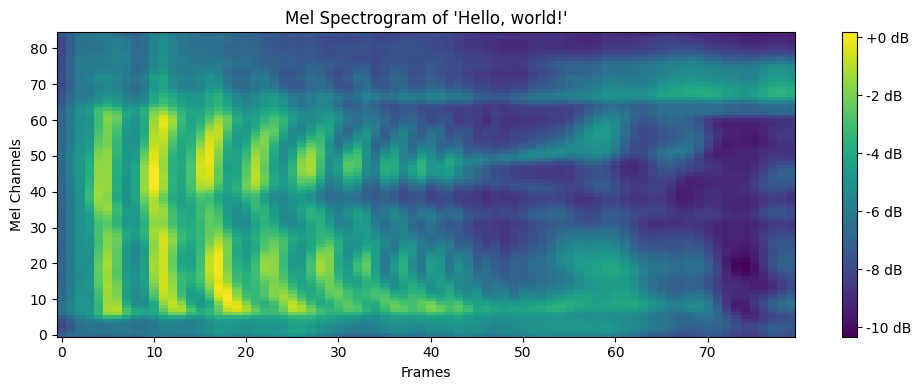 Mel Spectrogram of 'Hello, world!'
Mel Channels
80
70
60
50
40
30
20
10
0
0 10 20 30 40 50 60 70
Frames
+0 dB
-2 dB
-4 dB
-6 dB
-8 dB
-10 dB